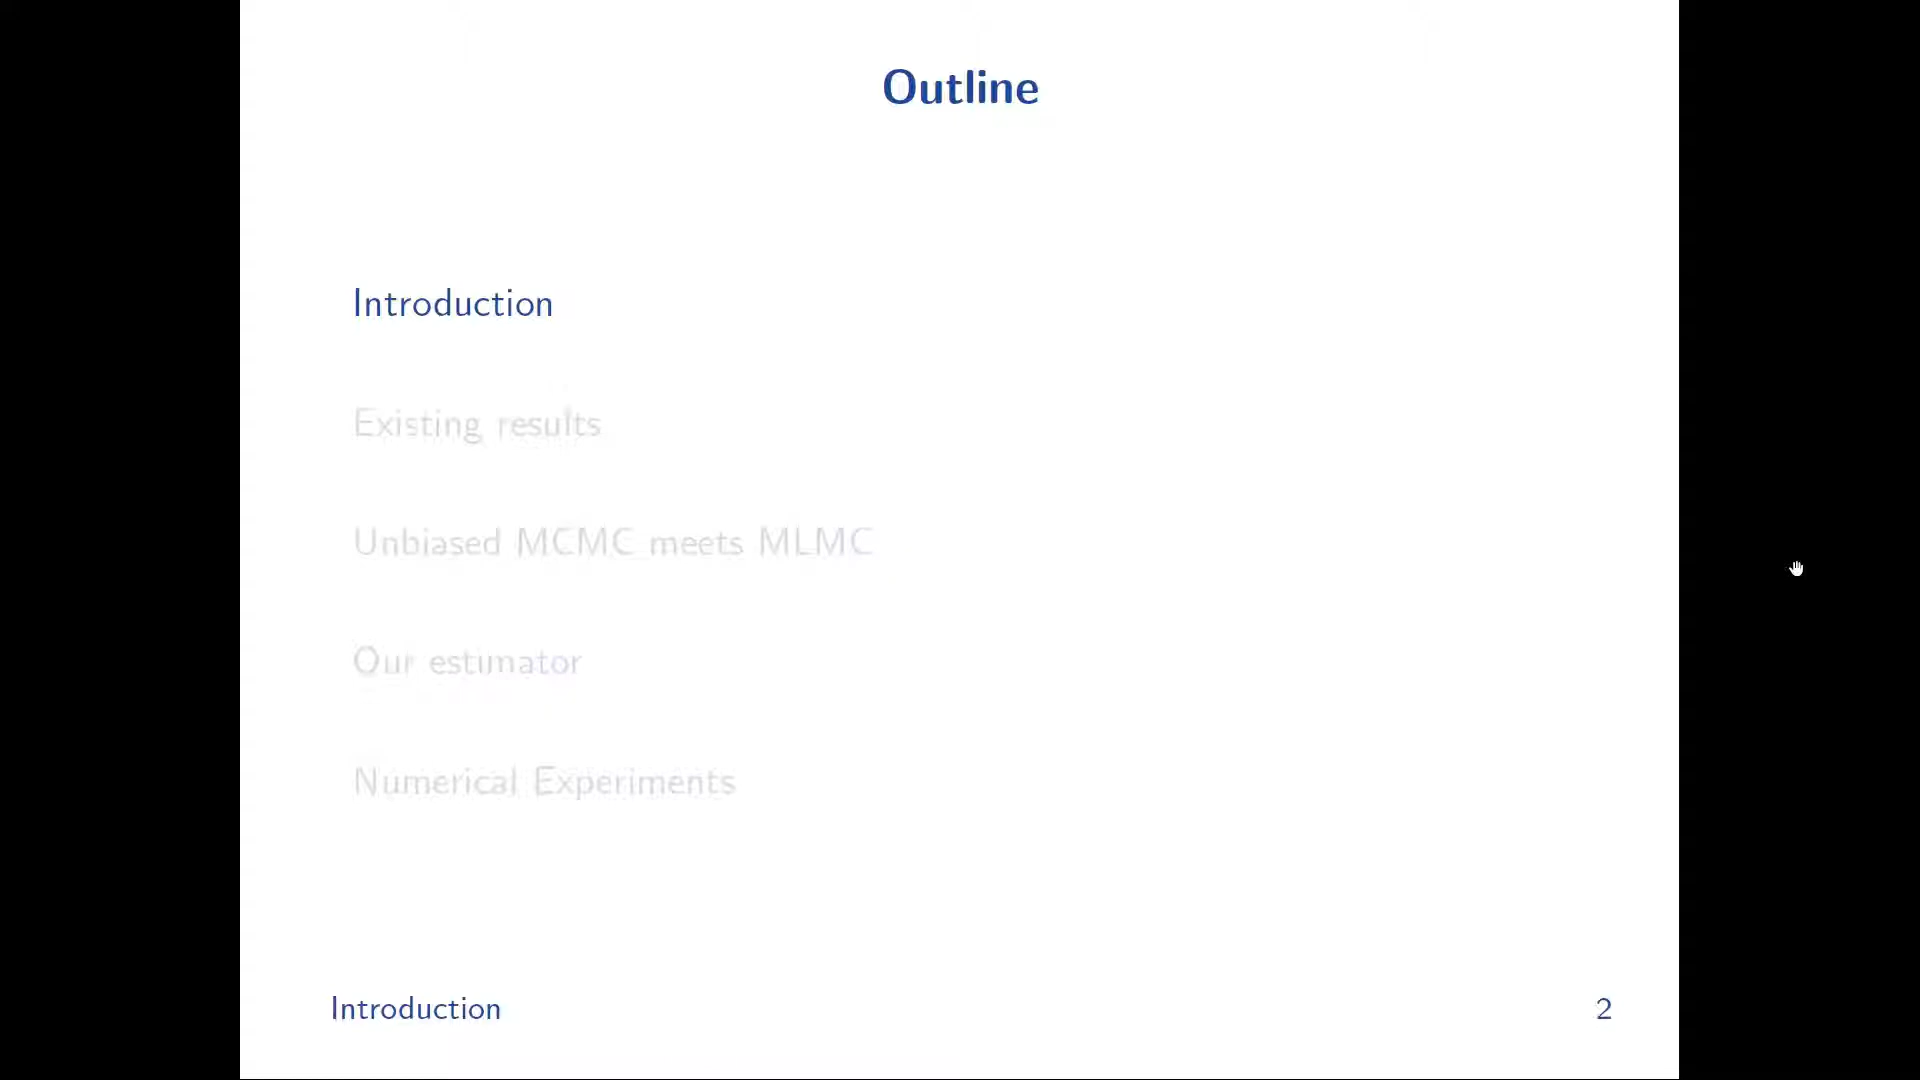 Outline
Introduction
Existing results
Unbiased MCMC meets MLMC
Our estimator
Numerical Experiments
Introduction
2